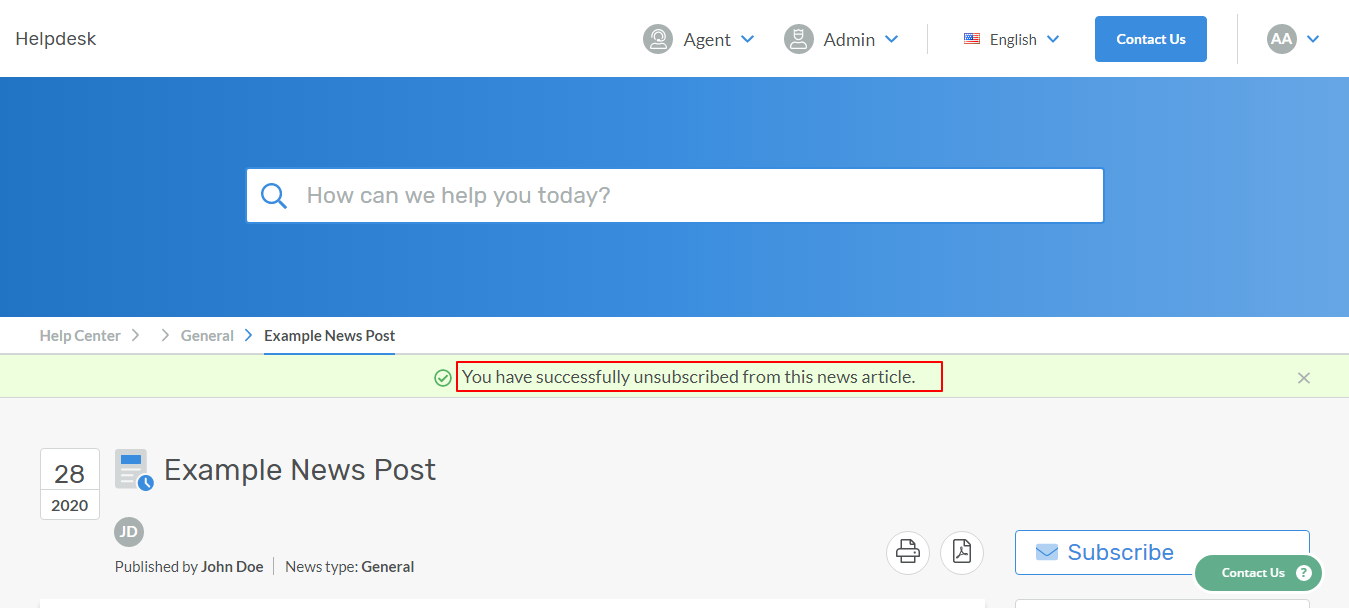 Helpdesk
Agent
Admin
English
Contact Us
AA
How can we help you today?
Help Center
General
Example News Post
You have successfully unsubscribed from this news article.
28
2020
Example News Post
JD
Published by John Doe
News type: General
Subscribe
Contact Us ?